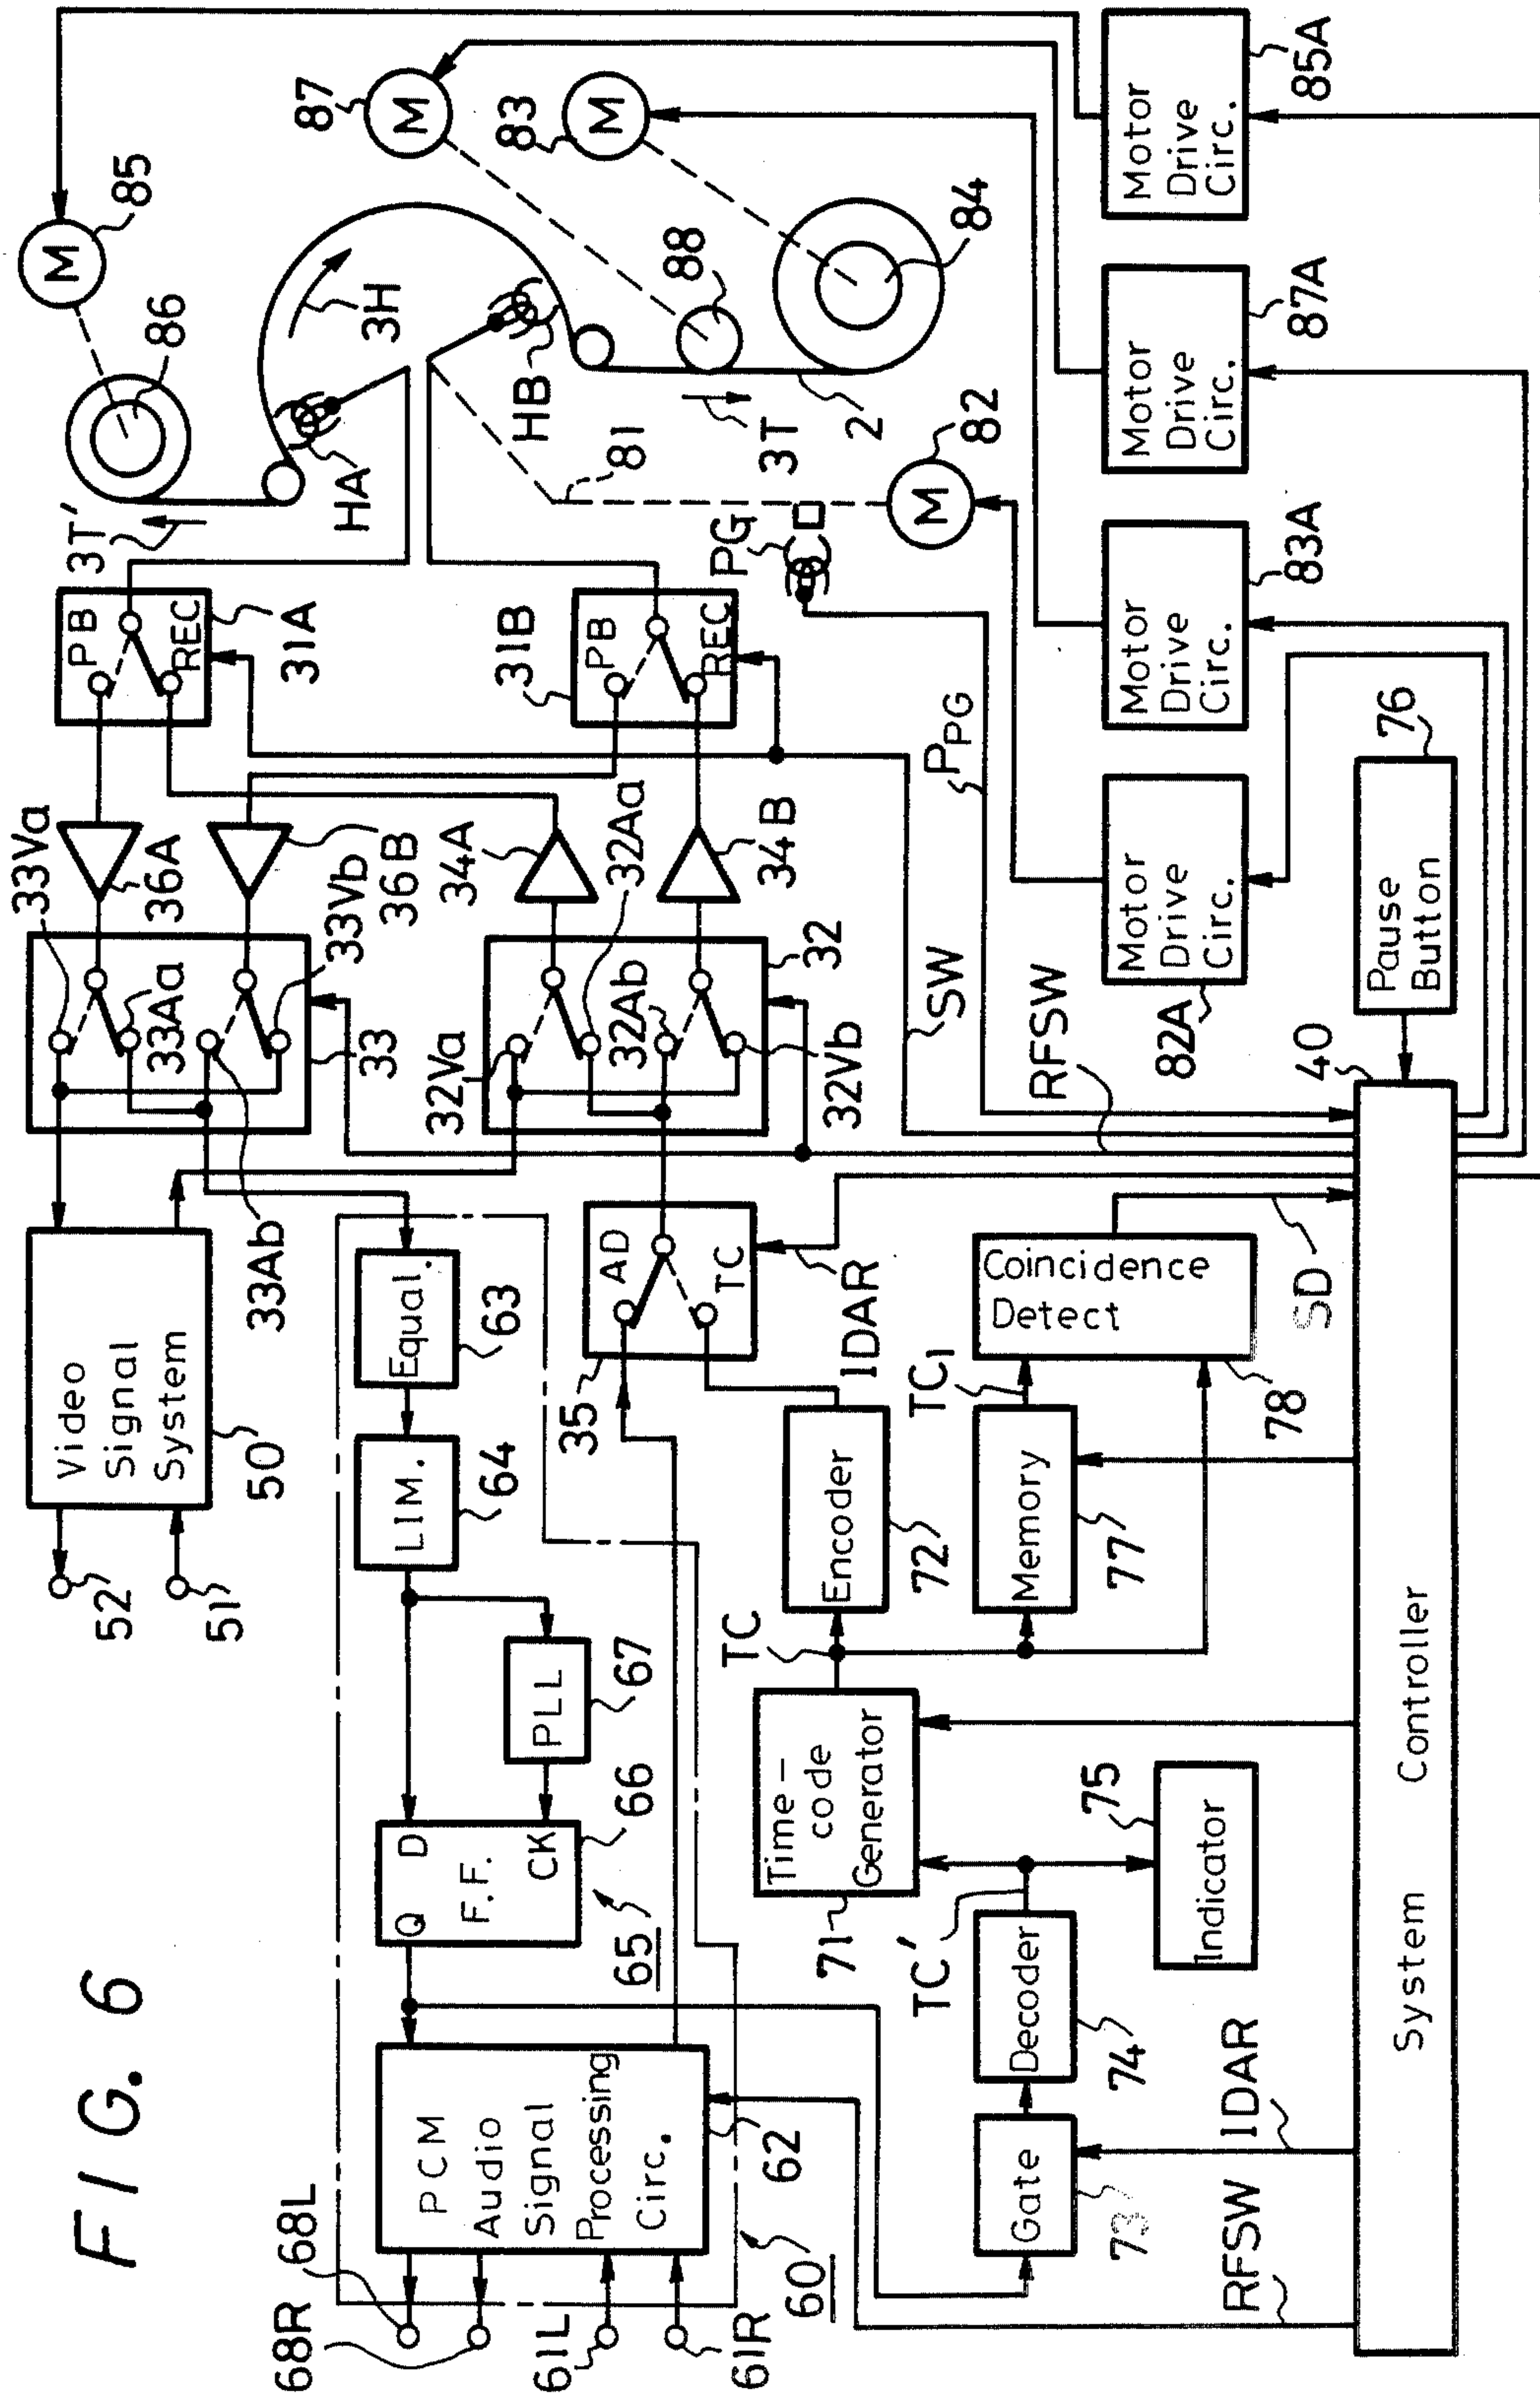 FIG. 6
68R
68L
61L
61R
60
PCM
Audio
Signal
Processing
Circ.
62
Q
D
F.F.
CK
65
66
PLL
67
LIM.
64
Equal.
63
52
51
Video
Signal
System
50
33Ab
33Va
33Aa
33
33Vb
36A
36B
PB
REC
31A
3T'
HA
86
M
85
3H
HB
M
87
M
83
88
84
2
3T
81
M
82
PG
PB
REC
31B
34A
34B
32Aa
32Va
32Ab
32
32Vb
35
AD
TC
IDAR
Time-
code
Generator
71
TC
Encoder
72
Memory
77
TC1
Coincidence
Detect
78
SD
Gate
73
Decoder
74
TC'
Indicator
75
RFSW
IDAR
System Controller
40
RFSW
SW
PPG
Pause
Button
76
Motor
Drive
Circ.
82A
Motor
Drive
Circ.
83A
Motor
Drive
Circ.
87A
Motor
Drive
Circ.
85A